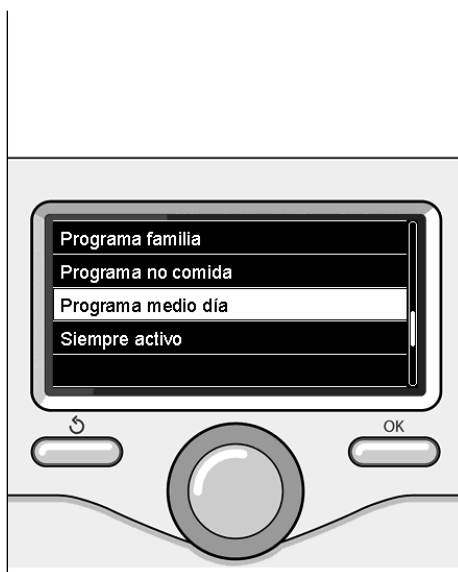 Programa familia
Programa no comida
Programa medio día
Siempre activo
OK